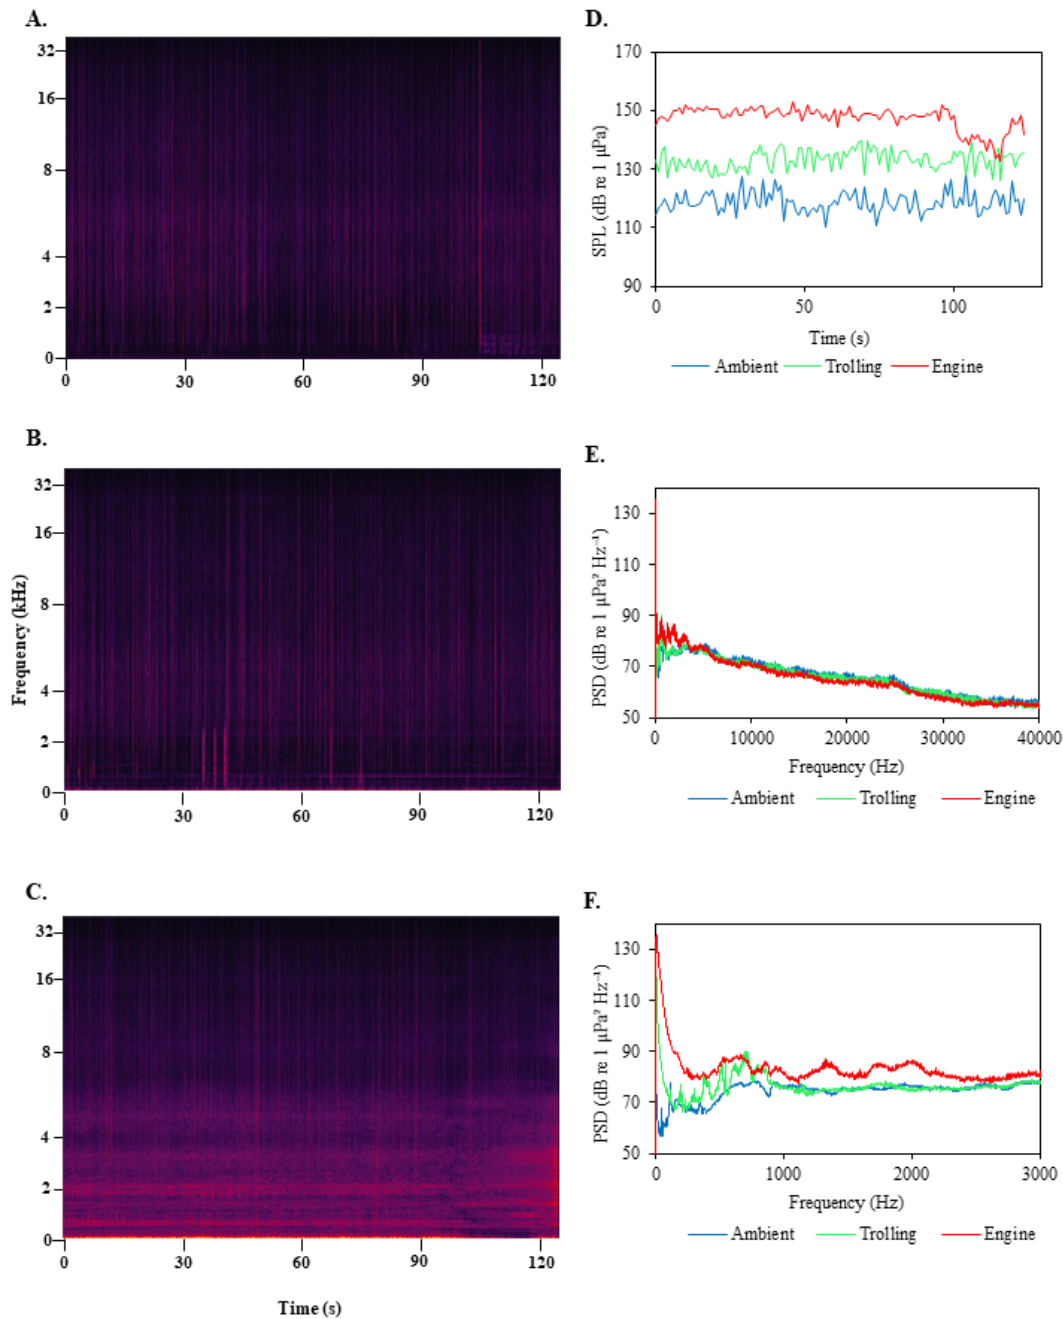 A.
32
16
8
4
2
0
0 30 60 90 120
B.
Frequency (kHz)
32
16
8
4
2
0
0 30 60 90 120
C.
32
16
8
4
2
0
0 30 60 90 120
Time (s)
D.
SPL (dB re 1 μPa)
170
150
130
110
90
0 50 100
Time (s)
Ambient Trolling Engine
E.
PSD (dB re 1 μPa² Hz⁻¹)
130
110
90
70
50
0 10000 20000 30000 40000
Frequency (Hz)
Ambient Trolling Engine
F.
PSD (dB re 1 μPa² Hz⁻¹)
130
110
90
70
50
0 1000 2000 3000
Frequency (Hz)
Ambient Trolling Engine